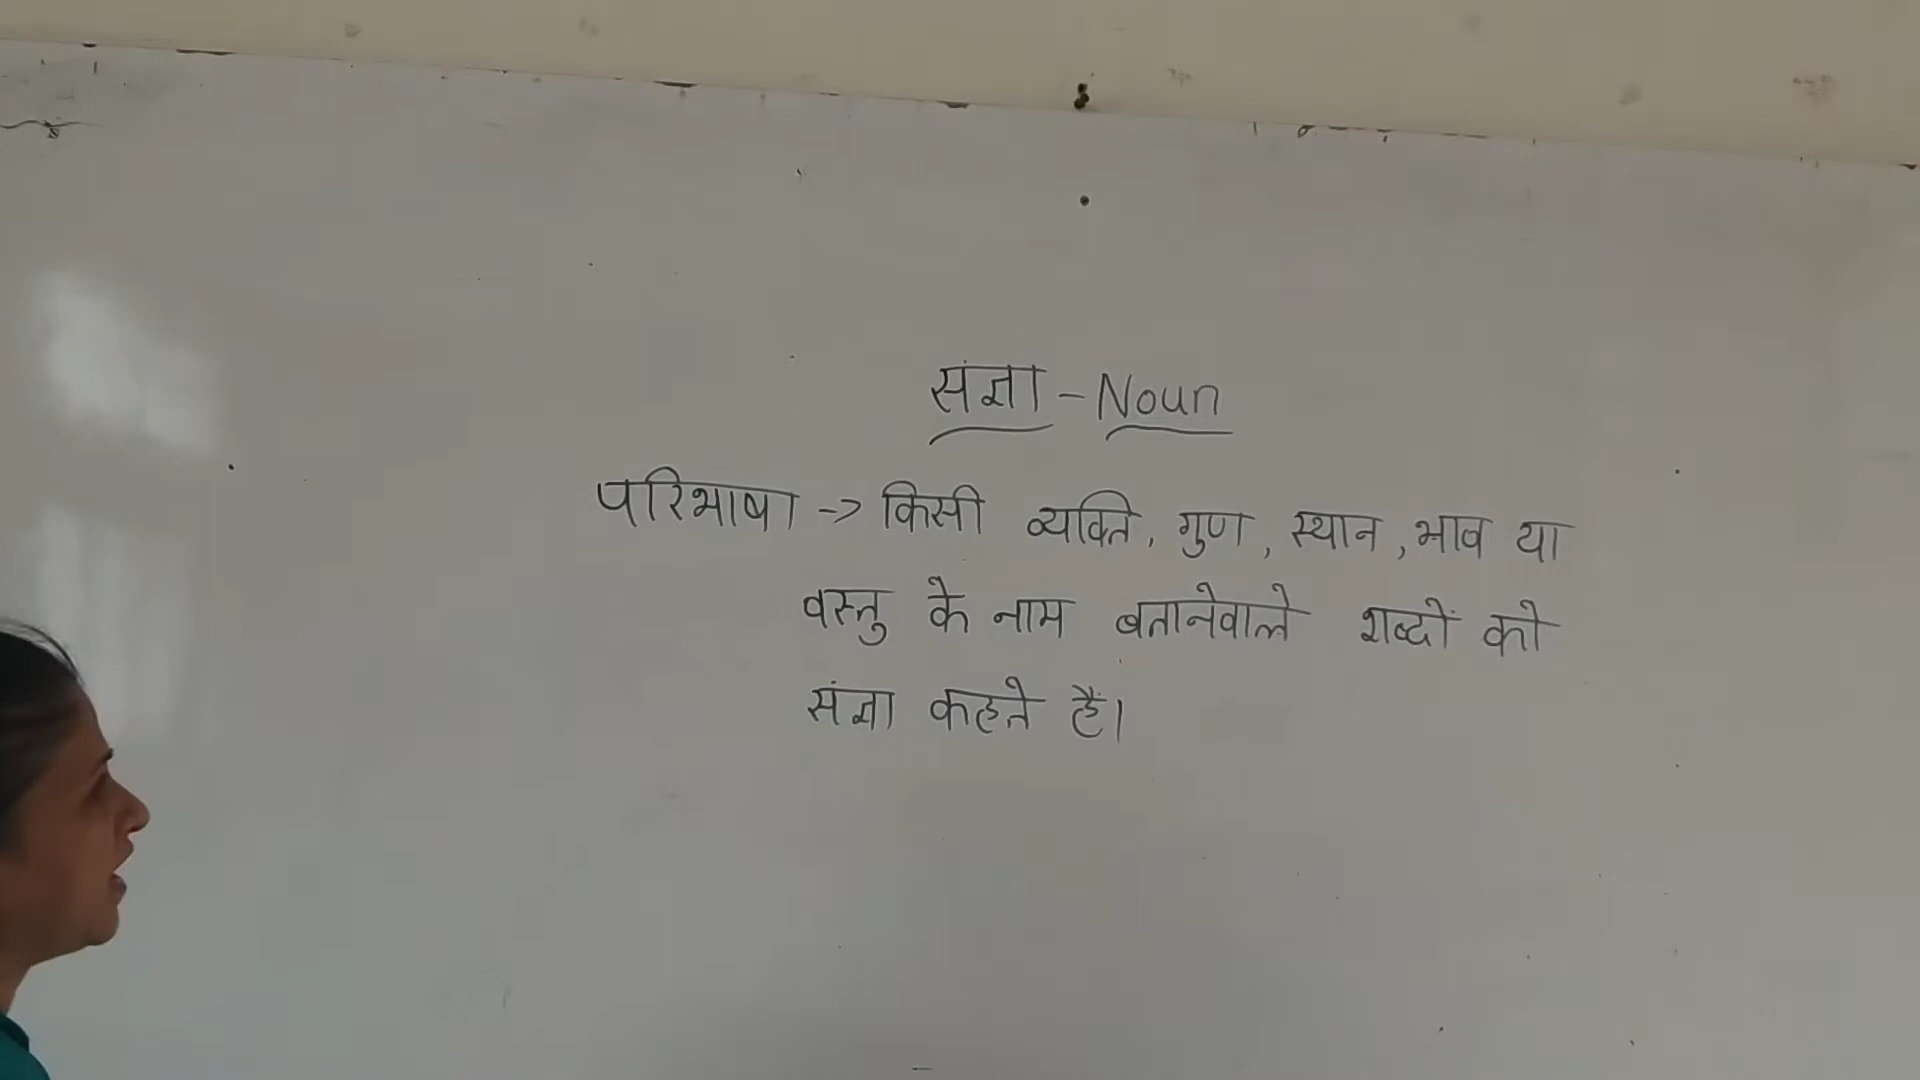 संज्ञा - Noun
परिभाषा -> किसी व्यक्ति, गुण, स्थान, भाव या
वस्तु के नाम बतानेवाले शब्दों को
संज्ञा कहते हैं।